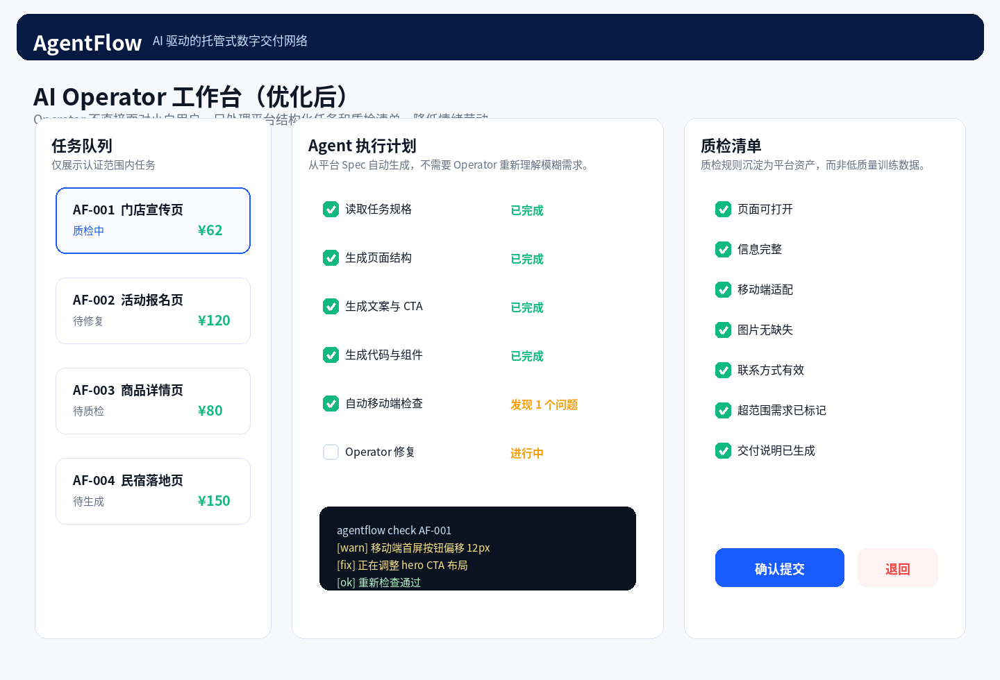 AgentFlow AI 驱动的托管式数字交付网络
AI Operator 工作台（优化后）
Operator 不直接面对小白用户，只处理平台结构化任务和质检清单，降低情绪劳动。
任务队列
仅展示认证范围内任务
AF-001 门店宣传页
质检中 ¥62
AF-002 活动报名页
待修复 ¥120
AF-003 商品详情页
待质检 ¥80
AF-004 民宿落地页
待生成 ¥150
Agent 执行计划
从平台 Spec 自动生成，不需要 Operator 重新理解模糊需求。
读取任务规格 已完成
生成页面结构 已完成
生成文案与 CTA 已完成
生成代码与组件 已完成
自动移动端检查 发现 1 个问题
Operator 修复 进行中
agentflow check AF-001
[warn] 移动端首屏按钮偏移 12px
[fix] 正在调整 hero CTA 布局
[ok] 重新检查通过
质检清单
质检规则沉淀为平台资产，而非低质量训练数据。
页面可打开
信息完整
移动端适配
图片无缺失
联系方式有效
超范围需求已标记
交付说明已生成
确认提交 退回